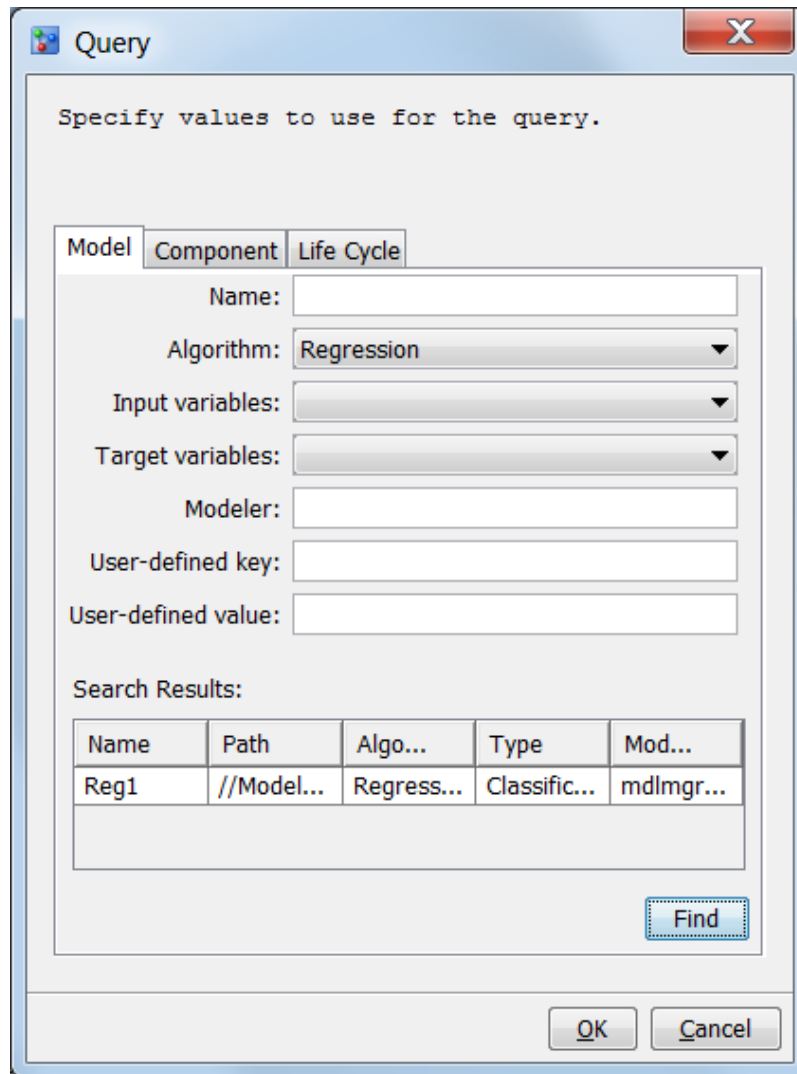 Query
Specify values to use for the query.
Model Component Life Cycle
Name:
Algorithm: Regression
Input variables:
Target variables:
Modeler:
User-defined key:
User-defined value:
Search Results:
Name Path Algo... Type Mod...
Reg1 //Model... Regress... Classific... mdlmgr...
Find
OK Cancel